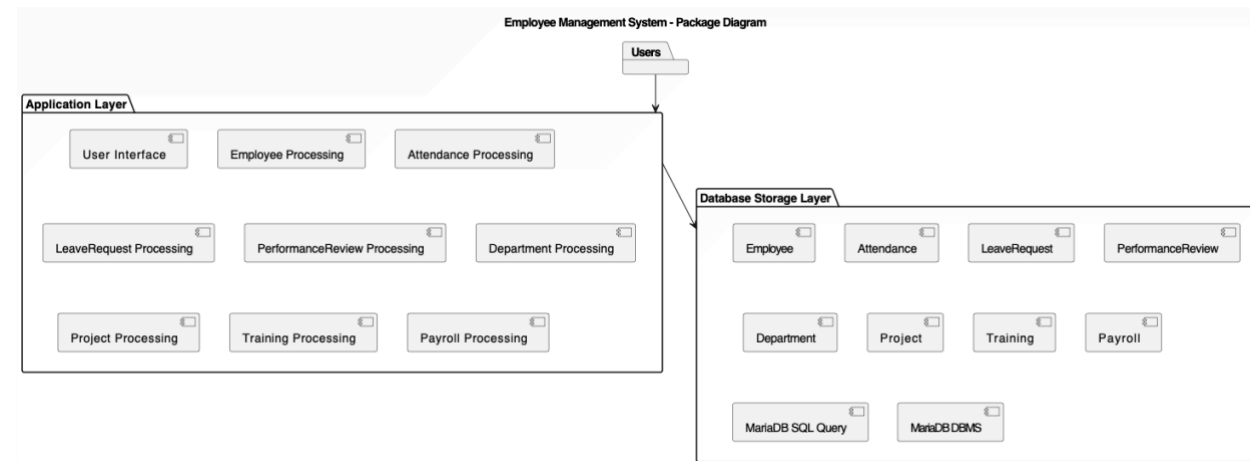 Employee Management System - Package Diagram
Users
Application Layer
User Interface
Employee Processing
Attendance Processing
LeaveRequest Processing
PerformanceReview Processing
Department Processing
Project Processing
Training Processing
Payroll Processing
Database Storage Layer
Employee
Attendance
LeaveRequest
PerformanceReview
Department
Project
Training
Payroll
MariaDB SQL Query
MariaDB DBMS